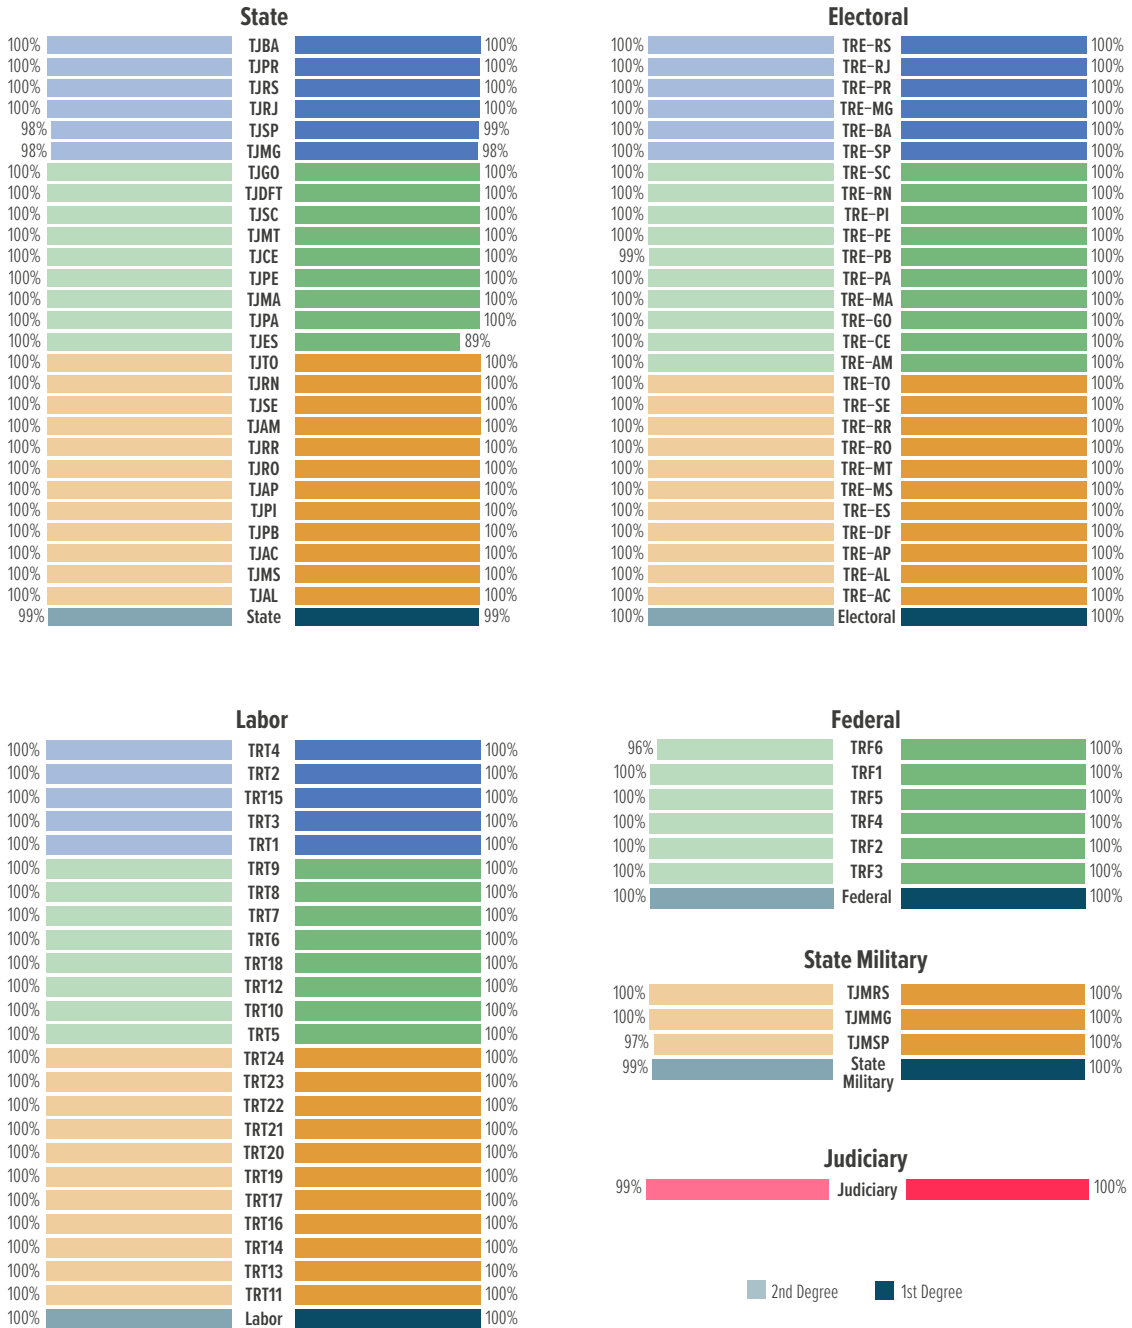 State
100% TJBA 100%
100% TJPR 100%
100% TJRS 100%
100% TJRJ 100%
98% TJSP 99%
98% TJMG 98%
100% TJGO 100%
100% TJDFT 100%
100% TJSC 100%
100% TJMT 100%
100% TJCE 100%
100% TJPE 100%
100% TJMA 100%
100% TJPA 100%
100% TJES 89%
100% TJTO 100%
100% TJRN 100%
100% TJSE 100%
100% TJAM 100%
100% TJRR 100%
100% TJRO 100%
100% TJAP 100%
100% TJPI 100%
100% TJPB 100%
100% TJAC 100%
100% TJMS 100%
100% TJAL 100%
99% State 99%
Electoral
100% TRE-RS 100%
100% TRE-RJ 100%
100% TRE-PR 100%
100% TRE-MG 100%
100% TRE-BA 100%
100% TRE-SP 100%
100% TRE-SC 100%
100% TRE-RN 100%
100% TRE-PI 100%
100% TRE-PE 100%
99% TRE-PB 100%
100% TRE-PA 100%
100% TRE-MA 100%
100% TRE-GO 100%
100% TRE-CE 100%
100% TRE-AM 100%
100% TRE-TO 100%
100% TRE-SE 100%
100% TRE-RR 100%
100% TRE-RO 100%
100% TRE-MT 100%
100% TRE-MS 100%
100% TRE-ES 100%
100% TRE-DF 100%
100% TRE-AP 100%
100% TRE-AL 100%
100% TRE-AC 100%
100% Electoral 100%
Labor
100% TRT4 100%
100% TRT2 100%
100% TRT15 100%
100% TRT3 100%
100% TRT1 100%
100% TRT9 100%
100% TRT8 100%
100% TRT7 100%
100% TRT6 100%
100% TRT18 100%
100% TRT12 100%
100% TRT10 100%
100% TRT5 100%
100% TRT24 100%
100% TRT23 100%
100% TRT22 100%
100% TRT21 100%
100% TRT20 100%
100% TRT19 100%
100% TRT17 100%
100% TRT16 100%
100% TRT14 100%
100% TRT13 100%
100% TRT11 100%
100% Labor 100%
Federal
96% TRF6 100%
100% TRF1 100%
100% TRF5 100%
100% TRF4 100%
100% TRF2 100%
100% TRF3 100%
100% Federal 100%
State Military
100% TJMRS 100%
100% TJMMG 100%
97% TJMSP 100%
99% State 100%
Military
Judiciary
99% Judiciary 100%
2nd Degree 1st Degree